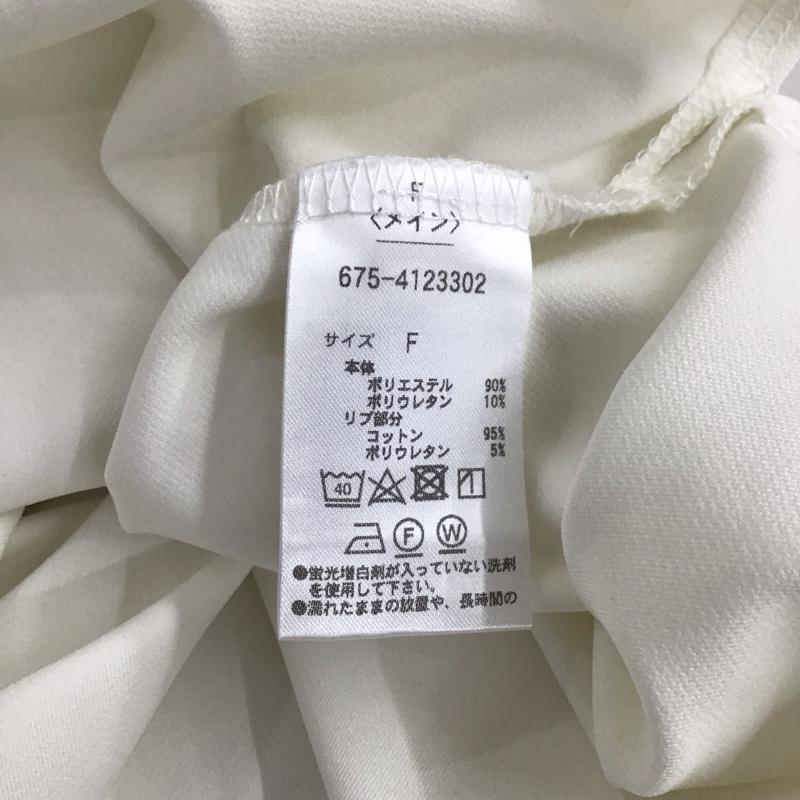 〈メイン〉
675-4123302
サイズ F
本体
ポリエステル 90%
ポリウレタン 10%
リブ部分
コットン 95%
ポリウレタン 5%
40
F W
●蛍光増白剤が入っていない洗剤
を使用して下さい。
●濡れたままの放置や、長時間の